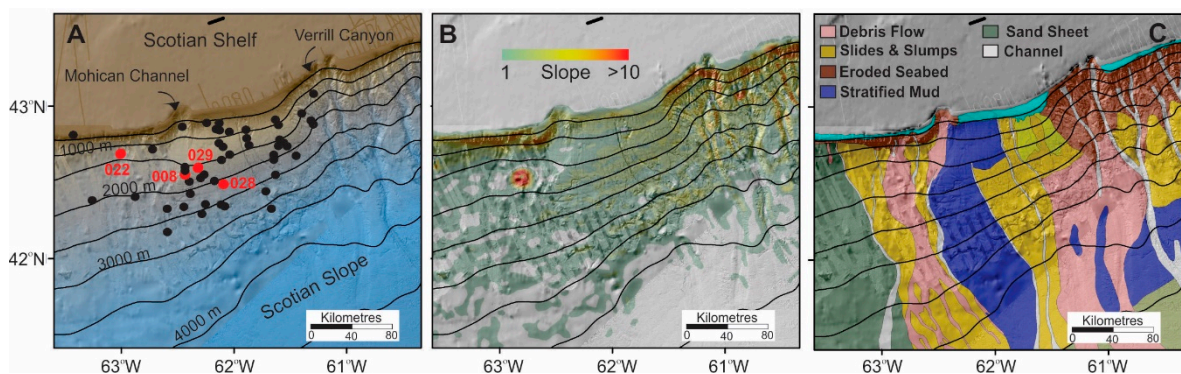 A
Scotian Shelf
Verrill Canyon
Mohican Channel
43°N
1000 m
022
029
008
028
2000 m
3000 m
42°N
Scotian Slope
4000 m
Kilometres
0 40 80
63°W
62°W
61°W
B
1 Slope >10
Kilometres
0 40 80
63°W
62°W
61°W
C
Debris Flow
Slides & Slumps
Eroded Seabed
Stratified Mud
Sand Sheet
Channel
Kilometres
0 40 80
63°W
62°W
61°W